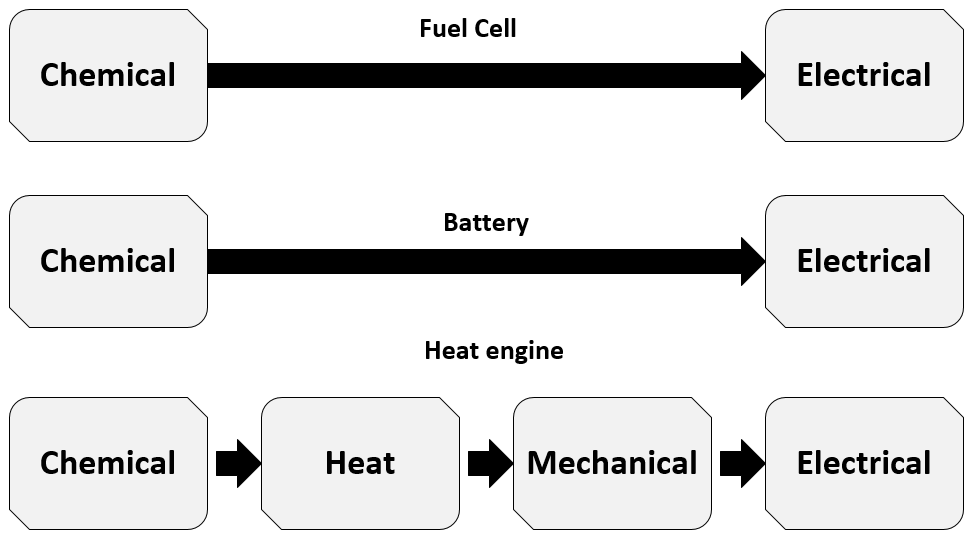 Fuel Cell
Chemical
Electrical
Battery
Chemical
Electrical
Heat engine
Chemical
Heat
Mechanical
Electrical